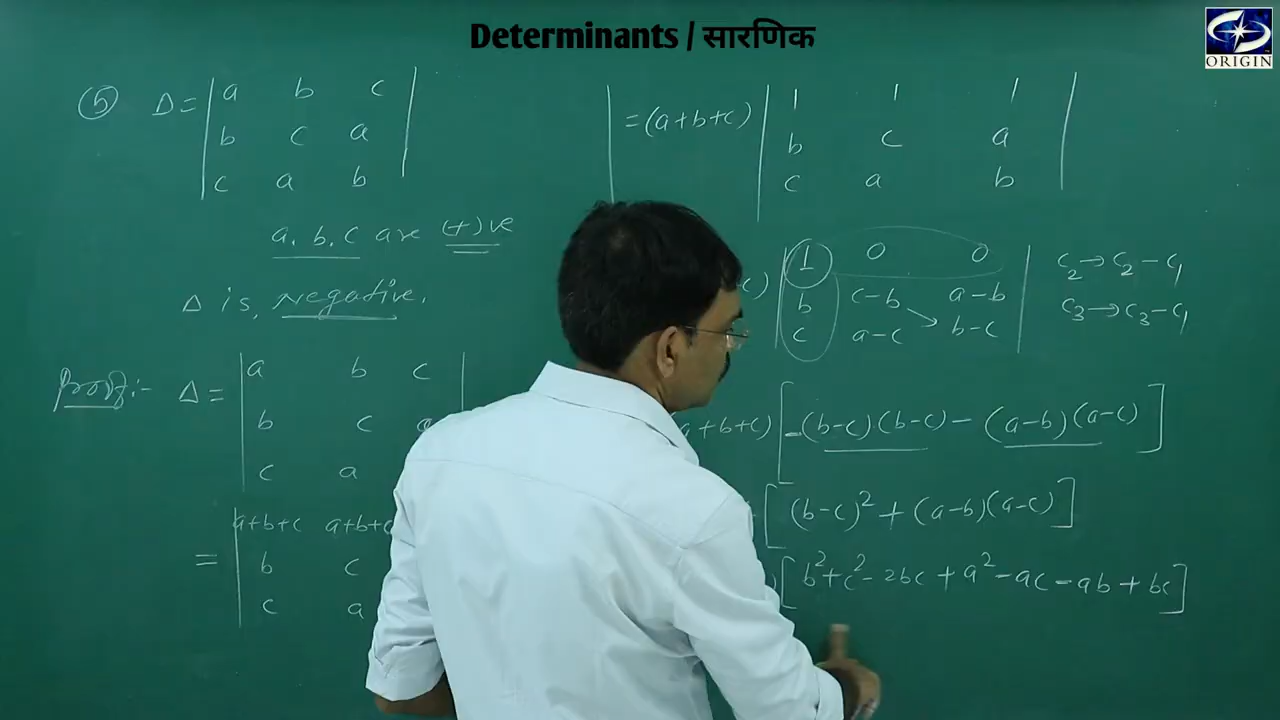 Determinants / सारणिक
ORIGIN
(5) Δ = | a b c |
| b c a |
| c a b |
a, b, c are (+)ve
Δ is, negative.
Proof:- Δ = | a b c |
| b c a
| c a
= | a+b+c a+b+c
| b c
| c a
= (a+b+c) | 1 1 1 |
| b c a |
| c a b |
c) | 1 0 0 | C₂→C₂-C₁
| b c-b a-b | C₃→C₃-C₁
| c a-c b-c |
a+b+c) [-(b-c)(b-c) - (a-b)(a-c)]
[(b-c)² + (a-b)(a-c)]
) [b²+c²-2bc+a²-ac-ab+bc]